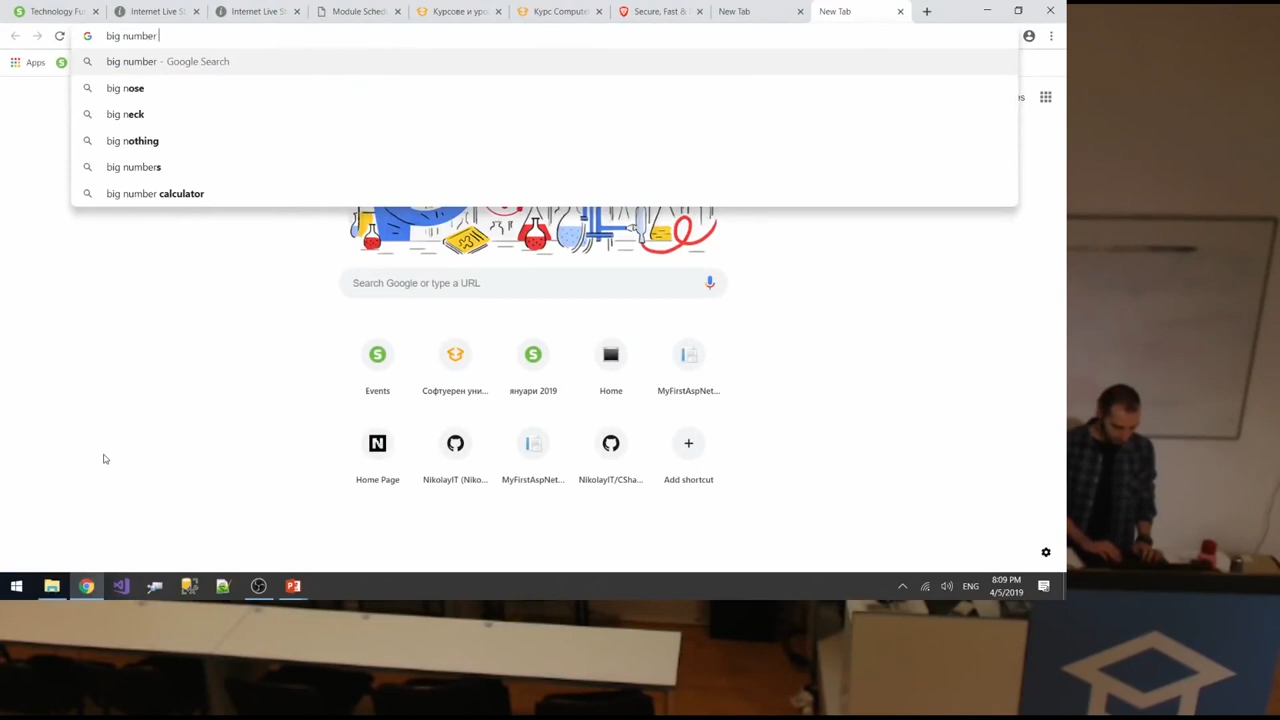 Technology Fu
Internet Live St
Internet Live St
Module Sched
Курсове и уро
Курс Compute
Secure, Fast &
New Tab
New Tab
big number
Apps
big number - Google Search
big nose
big neck
big nothing
big numbers
big number calculator
Search Google or type a URL
Events
Софтуерен уни...
януари 2019
Home
MyFirstAspNet...
Home Page
NikolayIT (Niko...
MyFirstAspNet...
NikolayIT/CSha...
Add shortcut
ENG
8:09 PM
4/5/2019